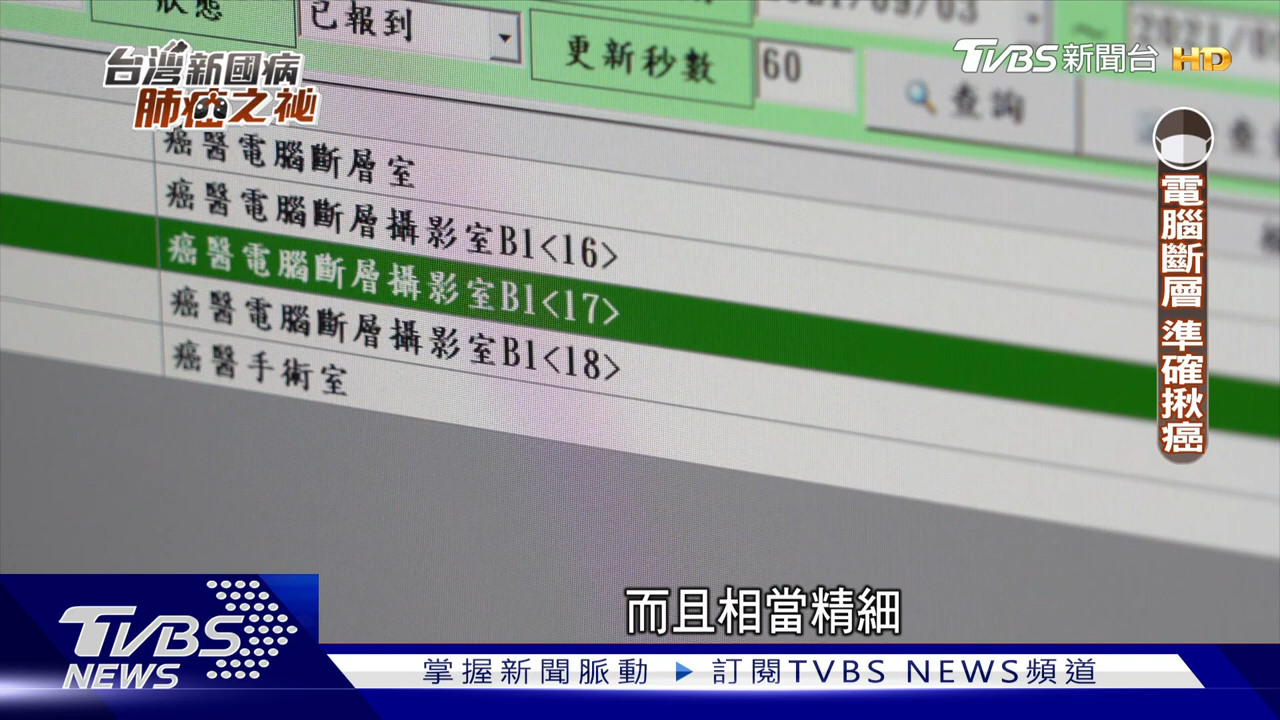 狀態
已報到
更新秒數
60
2021/09/03
~
查詢
台灣新國病
肺癌之祕
TVBS新聞台 HD
癌醫電腦斷層室
癌醫電腦斷層攝影室B1<16>
癌醫電腦斷層攝影室B1<17>
癌醫電腦斷層攝影室B1<18>
癌醫手術室
電腦斷層 準確揪癌
而且相當精細
TVBS
NEWS
掌握新聞脈動 ▶ 訂閱TVBS NEWS頻道